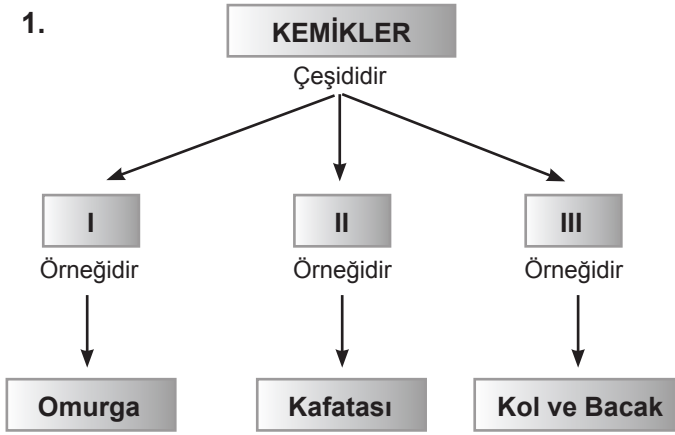 1.
KEMİKLER
Çeşididir
I II III
Örneğidir Örneğidir Örneğidir
Omurga Kafatası Kol ve Bacak